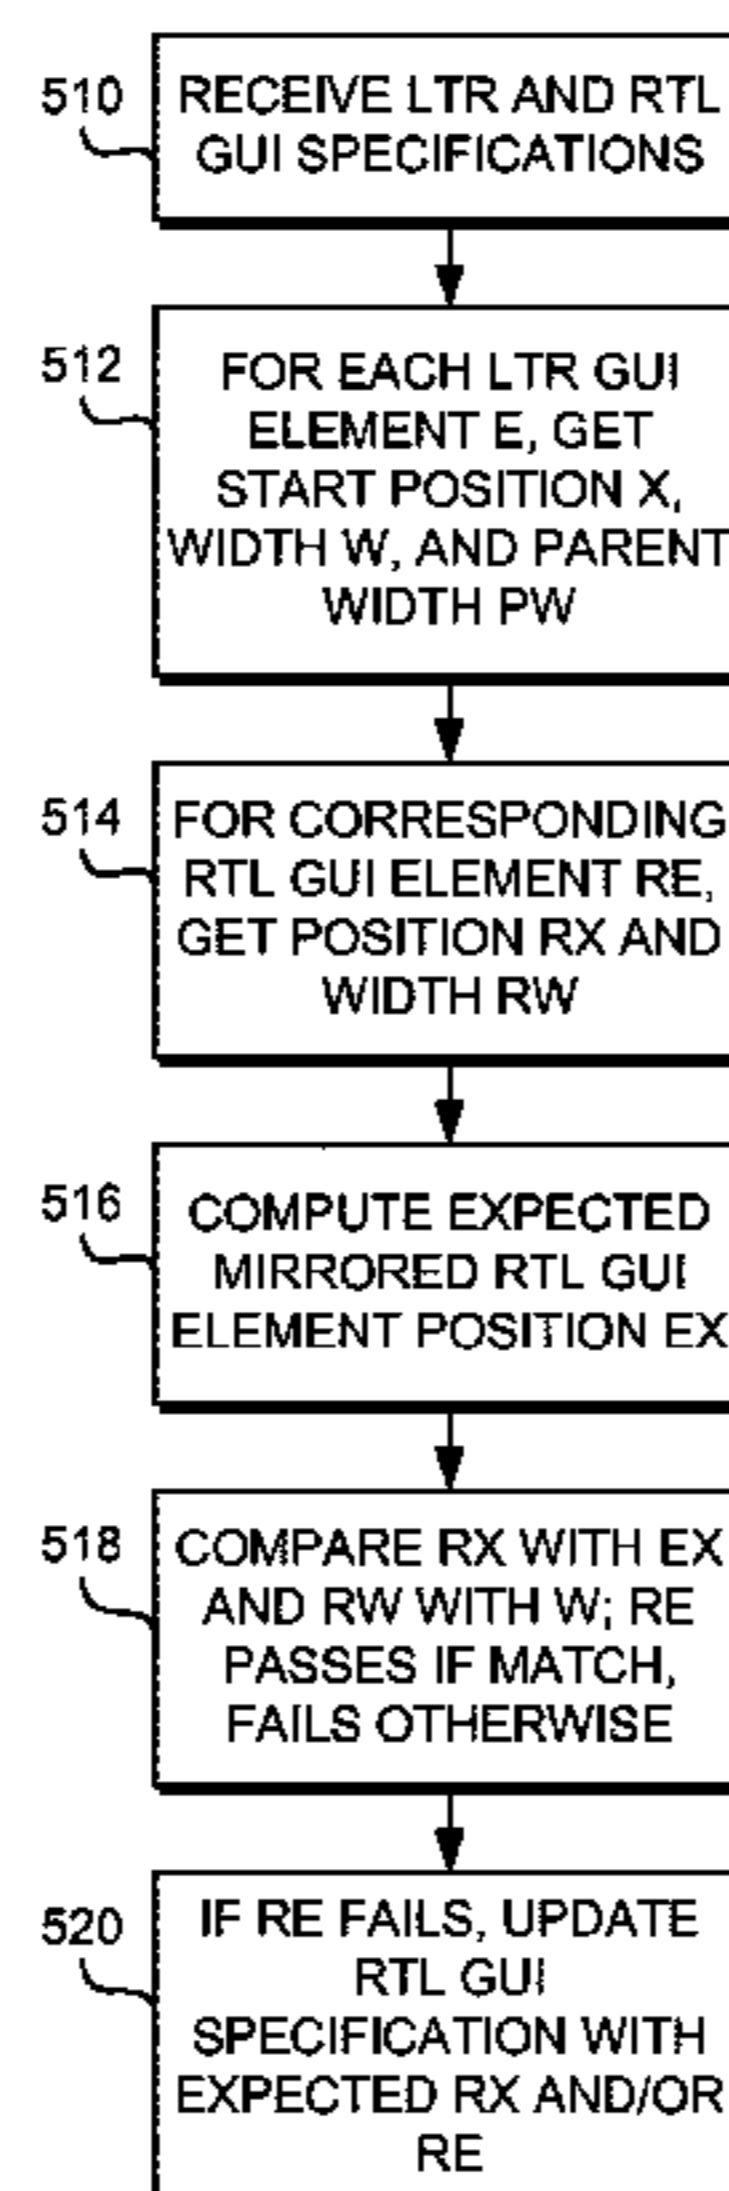 510
RECEIVE LTR AND RTL
GUI SPECIFICATIONS
512
FOR EACH LTR GUI
ELEMENT E, GET
START POSITION X,
WIDTH W, AND PARENT
WIDTH PW
514
FOR CORRESPONDING
RTL GUI ELEMENT RE,
GET POSITION RX AND
WIDTH RW
516
COMPUTE EXPECTED
MIRRORED RTL GUI
ELEMENT POSITION EX
518
COMPARE RX WITH EX
AND RW WITH W; RE
PASSES IF MATCH,
FAILS OTHERWISE
520
IF RE FAILS, UPDATE
RTL GUI
SPECIFICATION WITH
EXPECTED RX AND/OR
RE